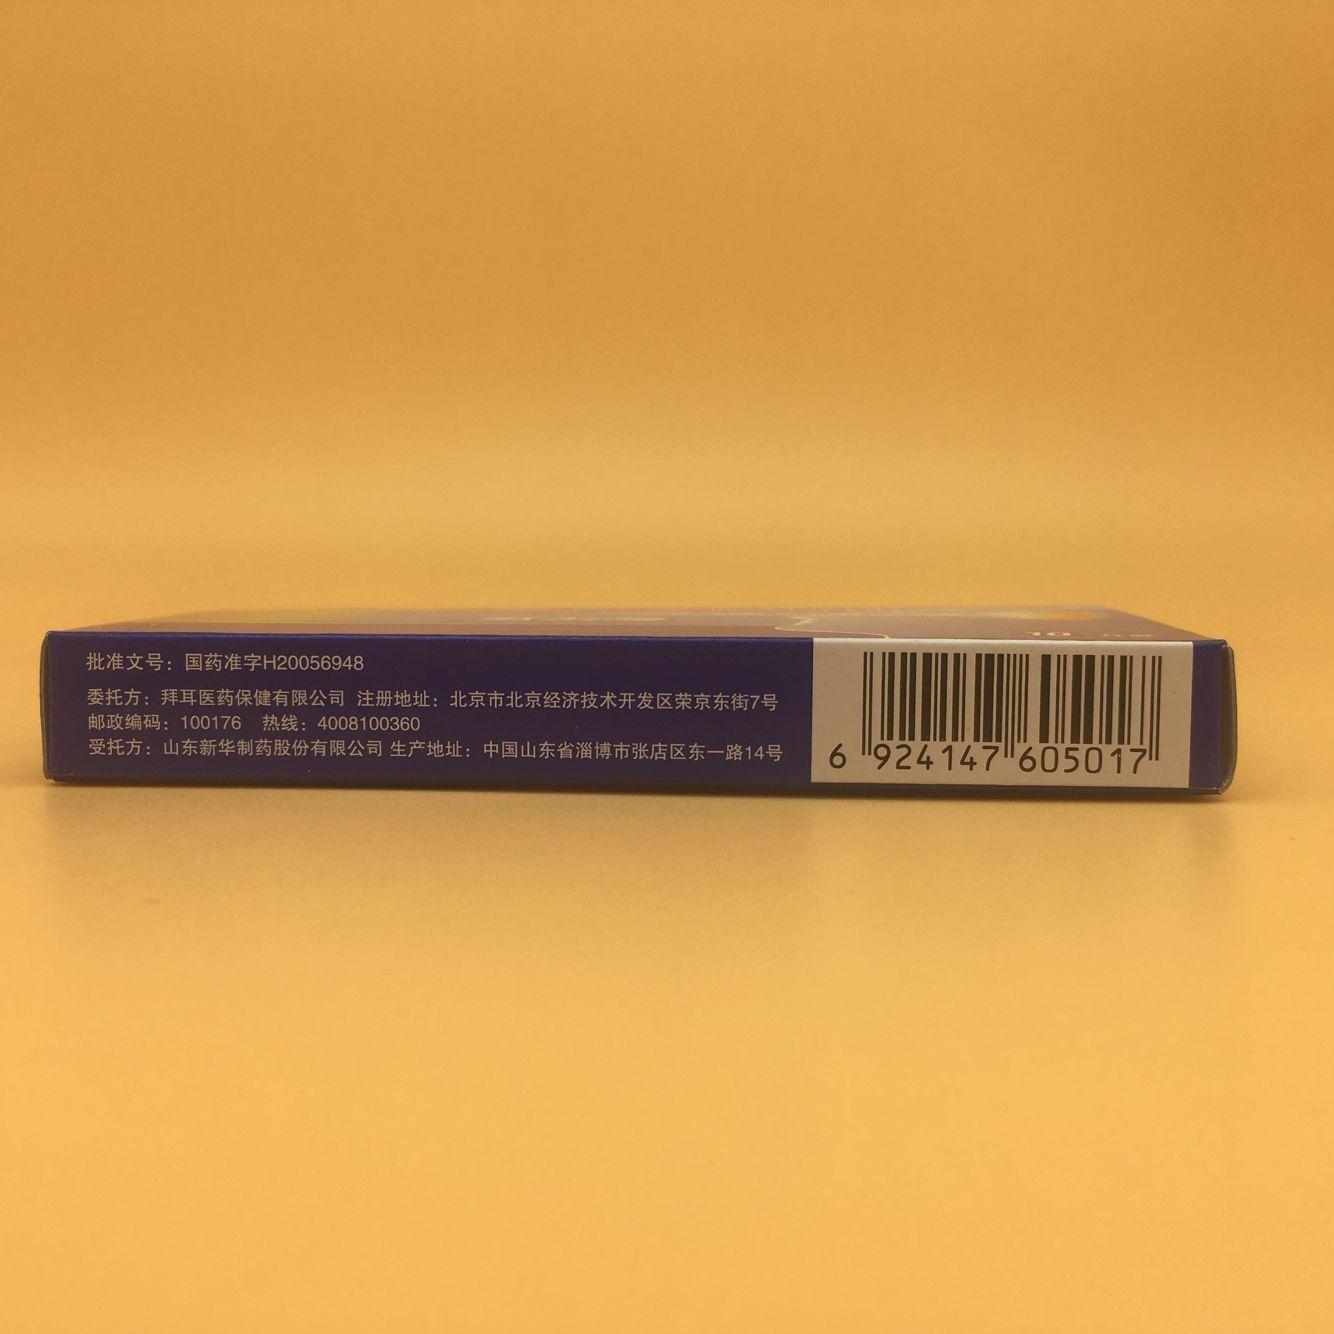 10
批准文号：国药准字H20056948
委托方：拜耳医药保健有限公司 注册地址：北京市北京经济技术开发区荣京东街7号
邮政编码：100176 热线：4008100360
受托方：山东新华制药股份有限公司 生产地址：中国山东省淄博市张店区东一路14号
6 924147 605017